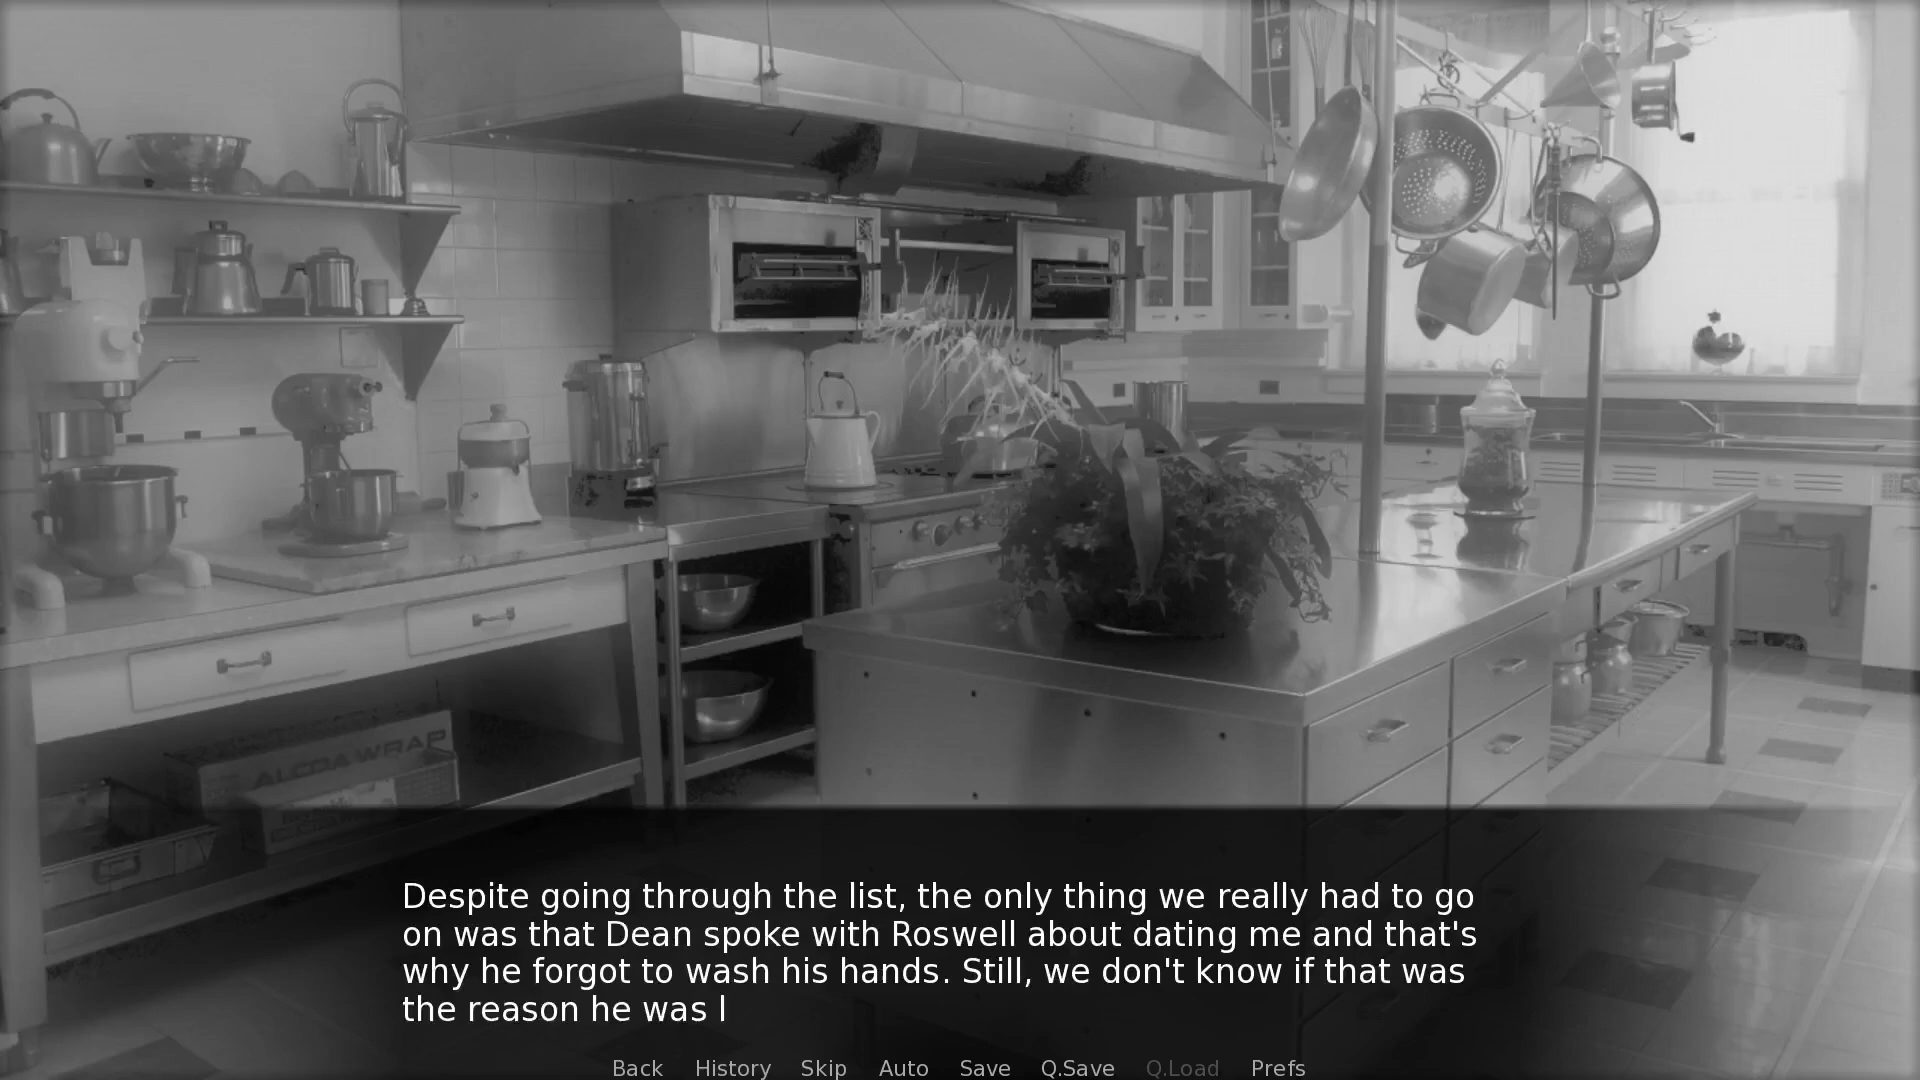 ALCOA WRAP
Despite going through the list, the only thing we really had to go
on was that Dean spoke with Roswell about dating me and that's
why he forgot to wash his hands. Still, we don't know if that was
the reason he was l
Back History Skip Auto Save Q.Save Q.Load Prefs